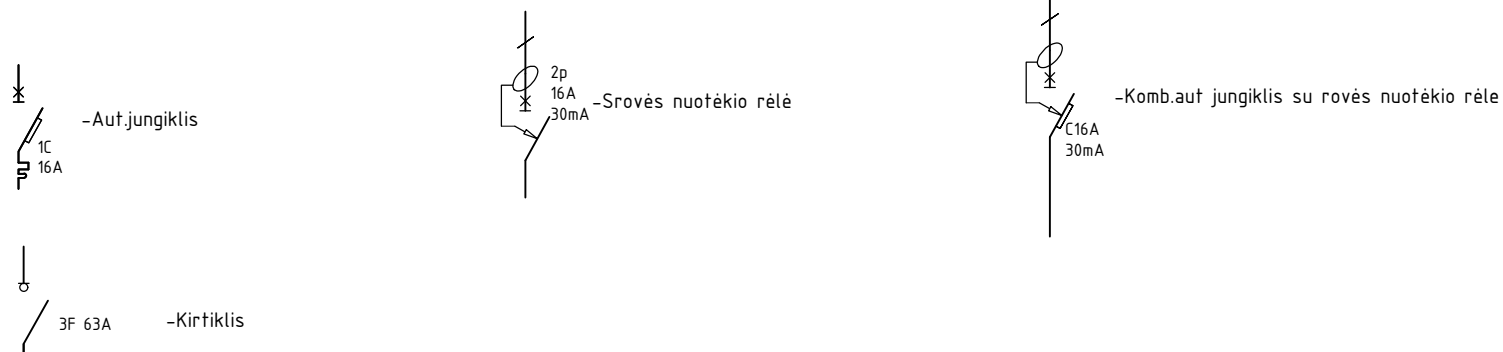 -Aut.jungiklis
1C
16A
2p
16A
30mA
-Srovės nuotėkio rėlė
-Komb.aut jungiklis su rovės nuotėkio rėle
C16A
30mA
3F 63A
-Kirtiklis